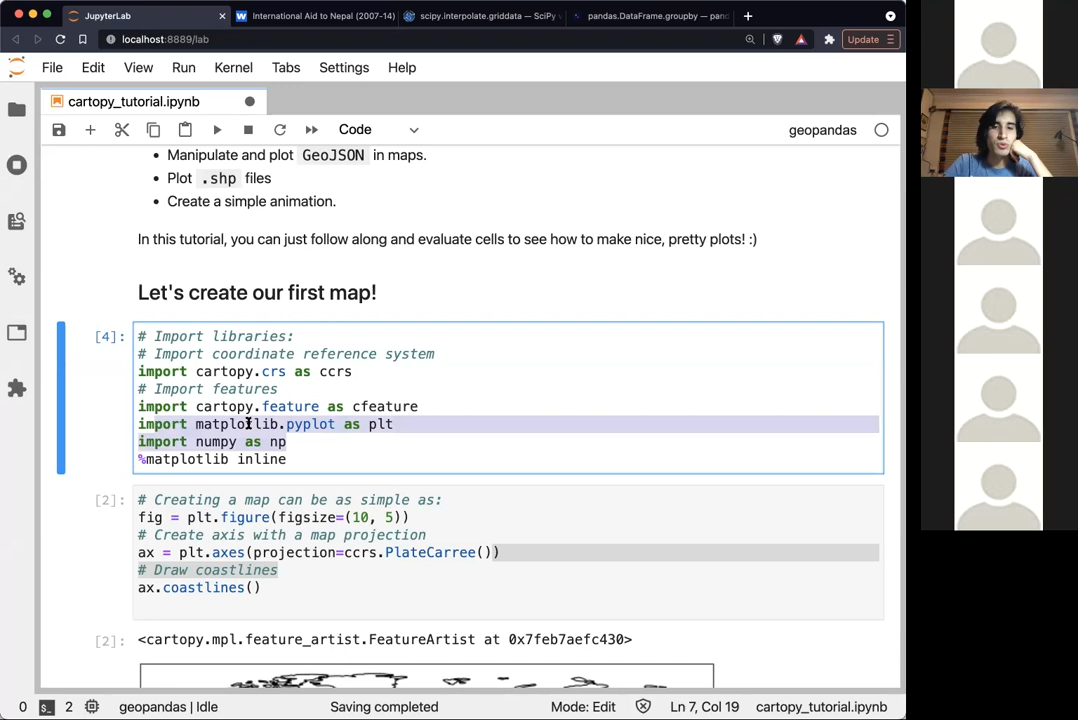 JupyterLab
International Aid to Nepal (2007-14)
scipy.interpolate.griddata — SciPy
pandas.DataFrame.groupby — pand
localhost:8889/lab
Update
File Edit View Run Kernel Tabs Settings Help
cartopy_tutorial.ipynb
Code
geopandas
• Manipulate and plot GeoJSON in maps.
• Plot .shp files
• Create a simple animation.
In this tutorial, you can just follow along and evaluate cells to see how to make nice, pretty plots! :)
Let's create our first map!
[4]:
# Import libraries:
# Import coordinate reference system
import cartopy.crs as ccrs
# Import features
import cartopy.feature as cfeature
import matplotlib.pyplot as plt
import numpy as np
%matplotlib inline
[2]:
# Creating a map can be as simple as:
fig = plt.figure(figsize=(10, 5))
# Create axis with a map projection
ax = plt.axes(projection=ccrs.PlateCarree())
# Draw coastlines
ax.coastlines()
[2]:
<cartopy.mpl.feature_artist.FeatureArtist at 0x7feb7aefc430>
0 $_ 2 geopandas | Idle Saving completed Mode: Edit Ln 7, Col 19 cartopy_tutorial.ipynb